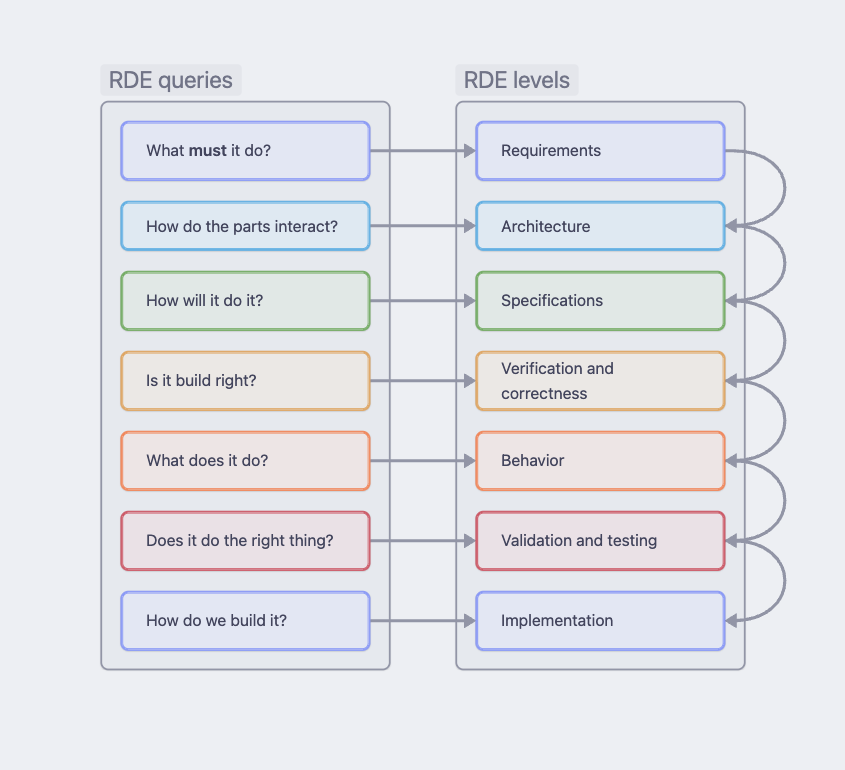 RDE queries
RDE levels
What must it do?
Requirements
How do the parts interact?
Architecture
How will it do it?
Specifications
Is it build right?
Verification and
correctness
What does it do?
Behavior
Does it do the right thing?
Validation and testing
How do we build it?
Implementation